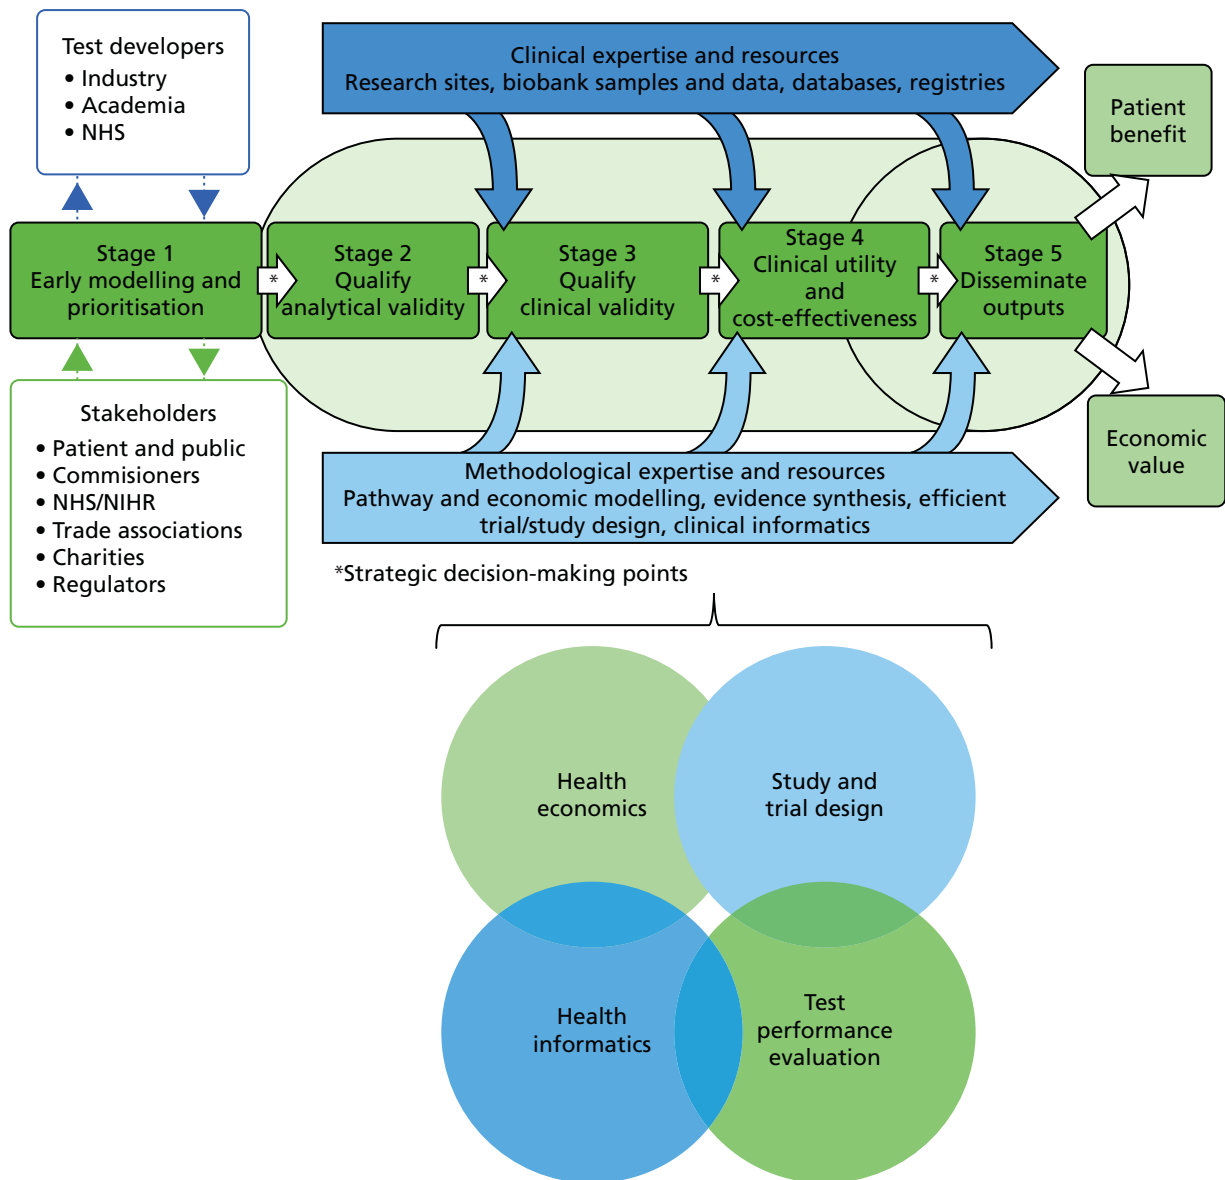 Test developers
• Industry
• Academia
• NHS
Clinical expertise and resources
Research sites, biobank samples and data, databases, registries
Patient
benefit
Stage 1
Early modelling and
prioritisation
*
Stage 2
Qualify
analytical validity
*
Stage 3
Qualify
clinical validity
*
Stage 4
Clinical utility
and
cost-effectiveness
*
Stage 5
Disseminate
outputs
Stakeholders
• Patient and public
• Commisioners
• NHS/NIHR
• Trade associations
• Charities
• Regulators
Methodological expertise and resources
Pathway and economic modelling, evidence synthesis, efficient
trial/study design, clinical informatics
Economic
value
*Strategic decision-making points
Health
economics
Study and
trial design
Health
informatics
Test
performance
evaluation